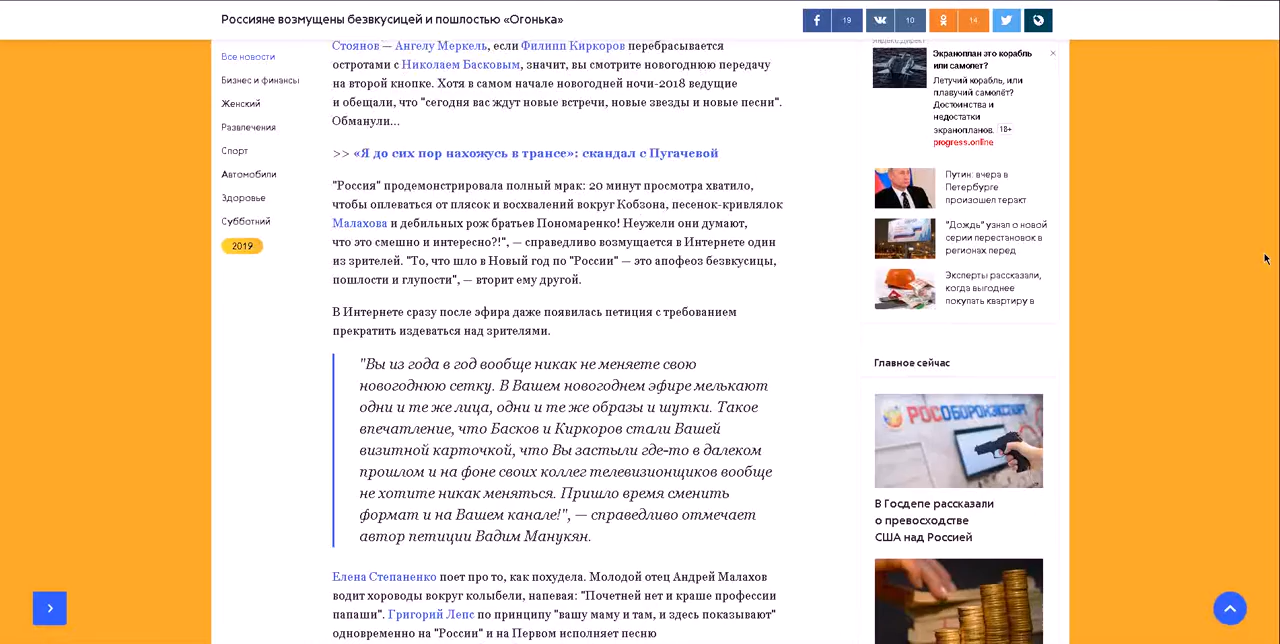 Россияне возмущены безвкусицей и пошлостью «Огонька»
19
10
14
Все новости
Бизнес и финансы
Женский
Развлечения
Спорт
Автомобили
Здоровье
Субботний
2019
Стоянов — Ангелу Меркель, если Филипп Киркоров перебрасывается
остротами с Николаем Басковым, значит, вы смотрите новогоднюю передачу
на второй кнопке. Хотя в самом начале новогодней ночи-2018 ведущие
и обещали, что "сегодня вас ждут новые встречи, новые звезды и новые песни".
Обманули...
>> «Я до сих пор нахожусь в трансе»: скандал с Пугачевой
"Россия" продемонстрировала полный мрак: 20 минут просмотра хватило,
чтобы оплеваться от плясок и восхвалений вокруг Кобзона, песенок-кривлялок
Малахова и дебильных рож братьев Пономаренко! Неужели они думают,
что это смешно и интересно?!", — справедливо возмущается в Интернете один
из зрителей. "То, что шло в Новый год по "России" — это апофеоз безвкусицы,
пошлости и глупости", — вторит ему другой.
В Интернете сразу после эфира даже появилась петиция с требованием
прекратить издеваться над зрителями.
"Вы из года в год вообще никак не меняете свою
новогоднюю сетку. В Вашем новогоднем эфире мелькают
одни и те же лица, одни и те же образы и шутки. Такое
впечатление, что Басков и Киркоров стали Вашей
визитной карточкой, что Вы застыли где-то в далеком
прошлом и на фоне своих коллег телевизионщиков вообще
не хотите никак меняться. Пришло время сменить
формат и на Вашем канале!", — справедливо отмечает
автор петиции Вадим Манукян.
Елена Степаненко поет про то, как похудела. Молодой отец Андрей Малахов
водит хороводы вокруг колыбели, напевая: "Почетней нет и краше профессии
папаши". Григорий Лепс по принципу "вашу маму и там, и здесь показывают"
одновременно на "России" и на Первом исполняет песню
Яндекс.Директ
Экраноплан это корабль
или самолет?
Летучий корабль, или
плавучий самолёт?
Достоинства и
недостатки
экранопланов. 18+
progress.online
Путин: вчера в
Петербурге
произошел теракт
"Дождь" узнал о новой
серии перестановок в
регионах перед
Эксперты рассказали,
когда выгоднее
покупать квартиру в
Главное сейчас
РОСОБОРОНЭКСПОРТ
В Госдепе рассказали
о превосходстве
США над Россией